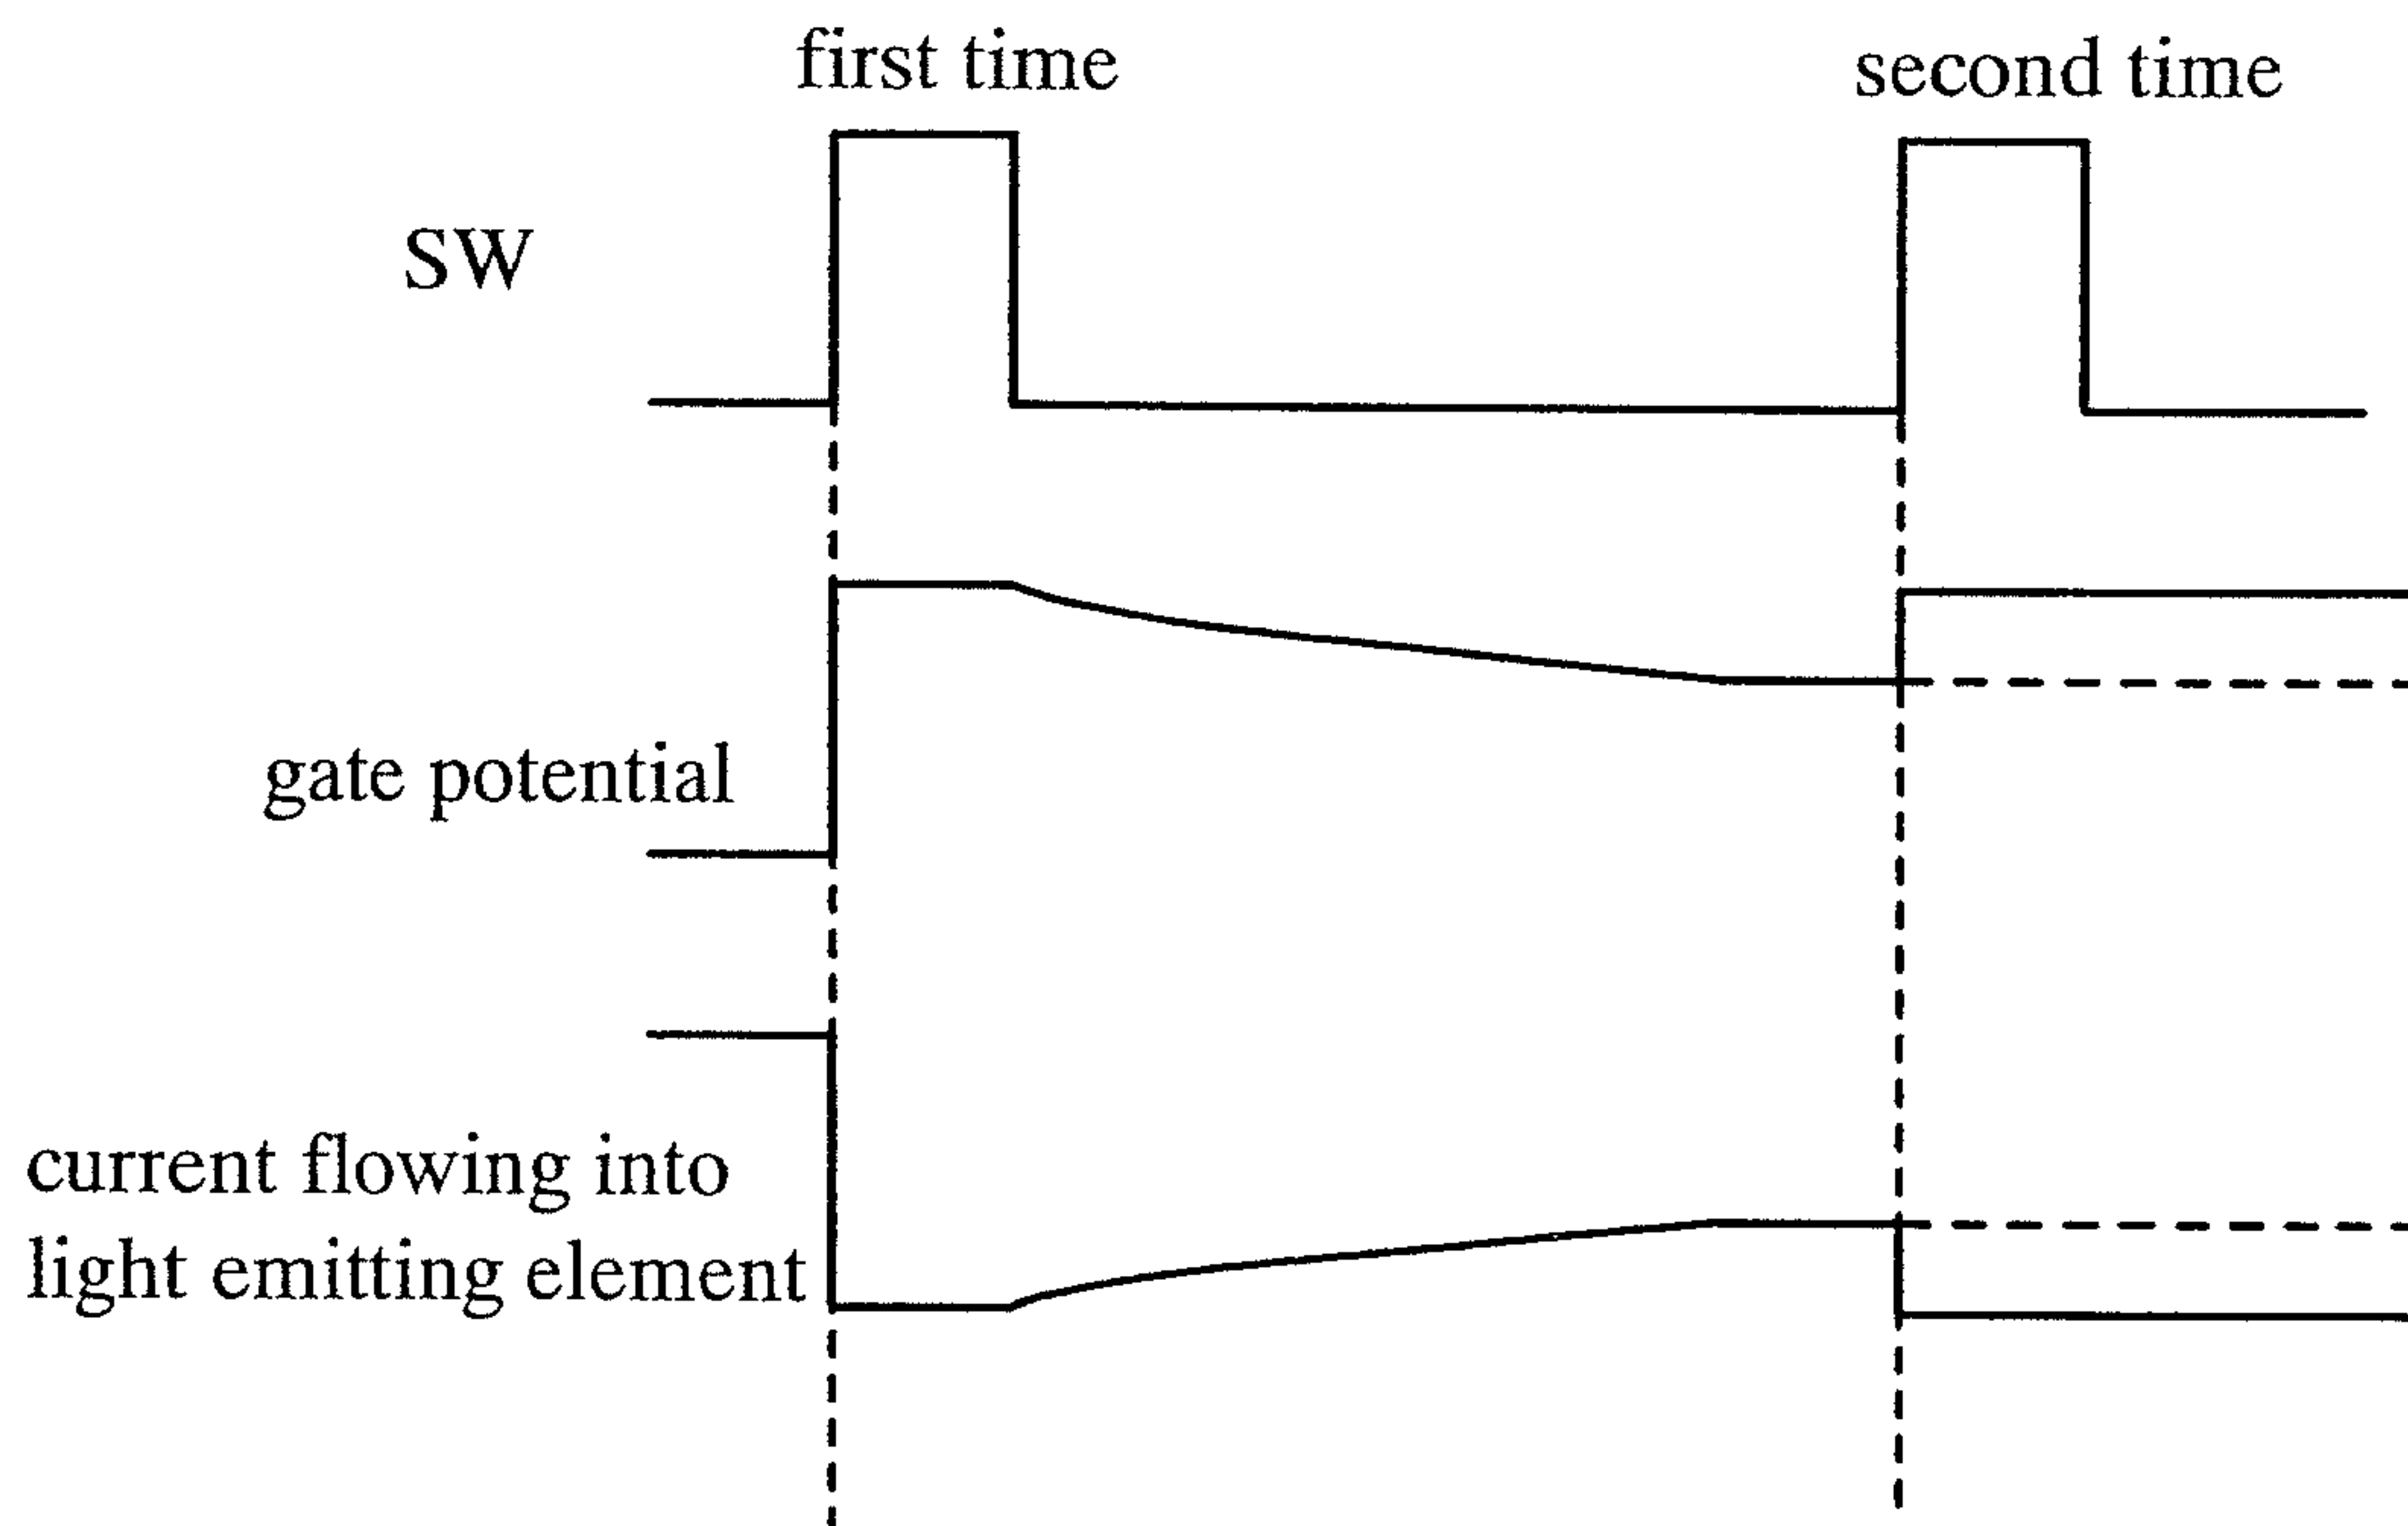 first time
second time
SW
gate potential
current flowing into
light emitting element